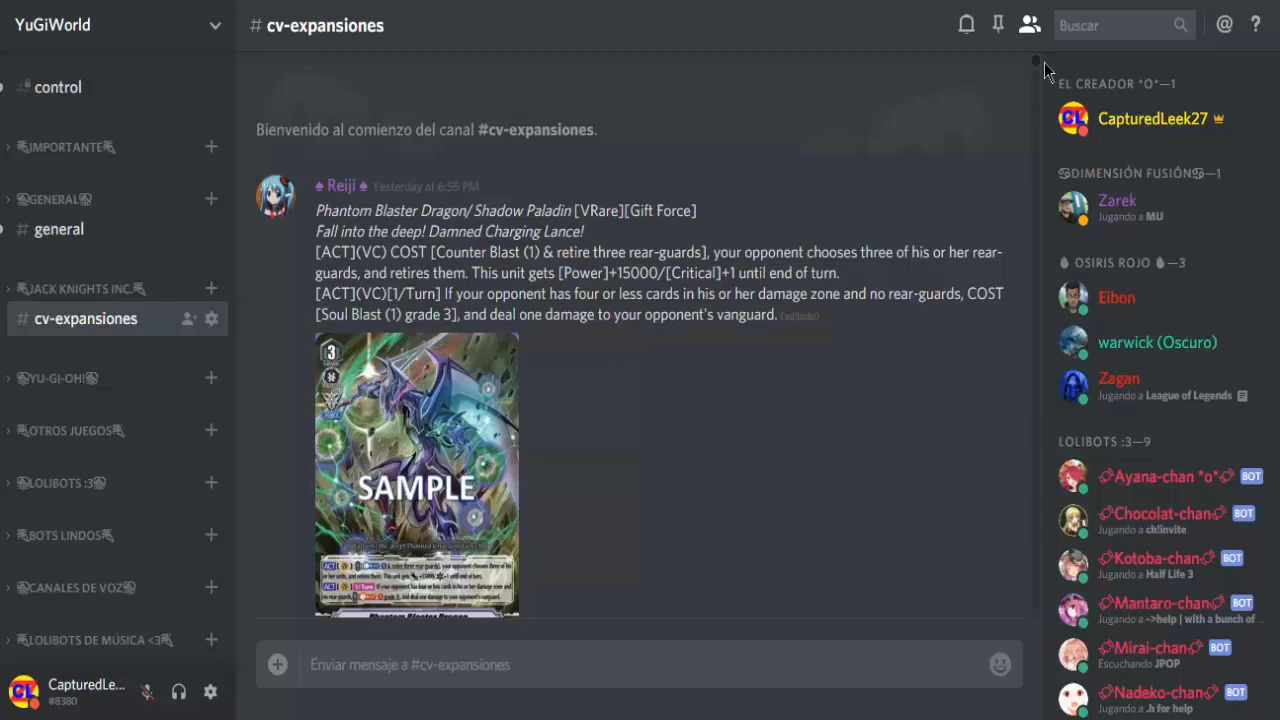 YuGiWorld
control
IMPORTANTE
GENERAL
# general
JACK KNIGHTS INC.
# cv-expansiones
YU-GI-OH!
OTROS JUEGOS
LOLIBOTS :3
BOTS LINDOS
CANALES DE VOZ
LOLIBOTS DE MÚSICA <3
CapturedLe...
#8380
# cv-expansiones
Buscar
Bienvenido al comienzo del canal #cv-expansiones.
♠ Reiji ♠ Yesterday at 6:55 PM
Phantom Blaster Dragon/ Shadow Paladin [VRare][Gift Force]
Fall into the deep! Damned Charging Lance!
[ACT](VC) COST [Counter Blast (1) & retire three rear-guards], your opponent chooses three of his or her rear-
guards, and retires them. This unit gets [Power]+15000/[Critical]+1 until end of turn.
[ACT](VC)[1/Turn] If your opponent has four or less cards in his or her damage zone and no rear-guards, COST
[Soul Blast (1) grade 3], and deal one damage to your opponent's vanguard.
3
SAMPLE
Phantom Blaster Dragon
Enviar mensaje a #cv-expansiones
EL CREADOR *O*—1
CL
CapturedLeek27
DIMENSIÓN FUSIÓN—1
Zarek
Jugando a MU
OSIRIS ROJO—3
Eibon
warwick (Oscuro)
Zagan
Jugando a League of Legends
LOLIBOTS :3—9
Ayana-chan *o* BOT
Chocolat-chan BOT
ch!invite
Kotoba-chan BOT
Jugando a Half Life 3
Mantaro-chan BOT
Jugando a ~>help | with a bunch of ...
Mirai-chan BOT
Escuchando JPOP
Nadeko-chan BOT
Jugando a .h for help